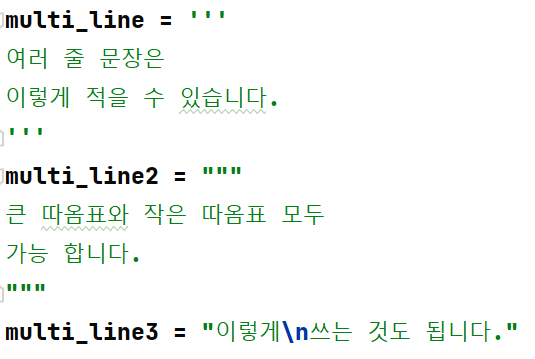 multi_line = '''
여러 줄 문장은
이렇게 적을 수 있습니다.
'''
multi_line2 = """
큰 따옴표와 작은 따옴표 모두
가능 합니다.
"""
multi_line3 = "이렇게\n쓰는 것도 됩니다."